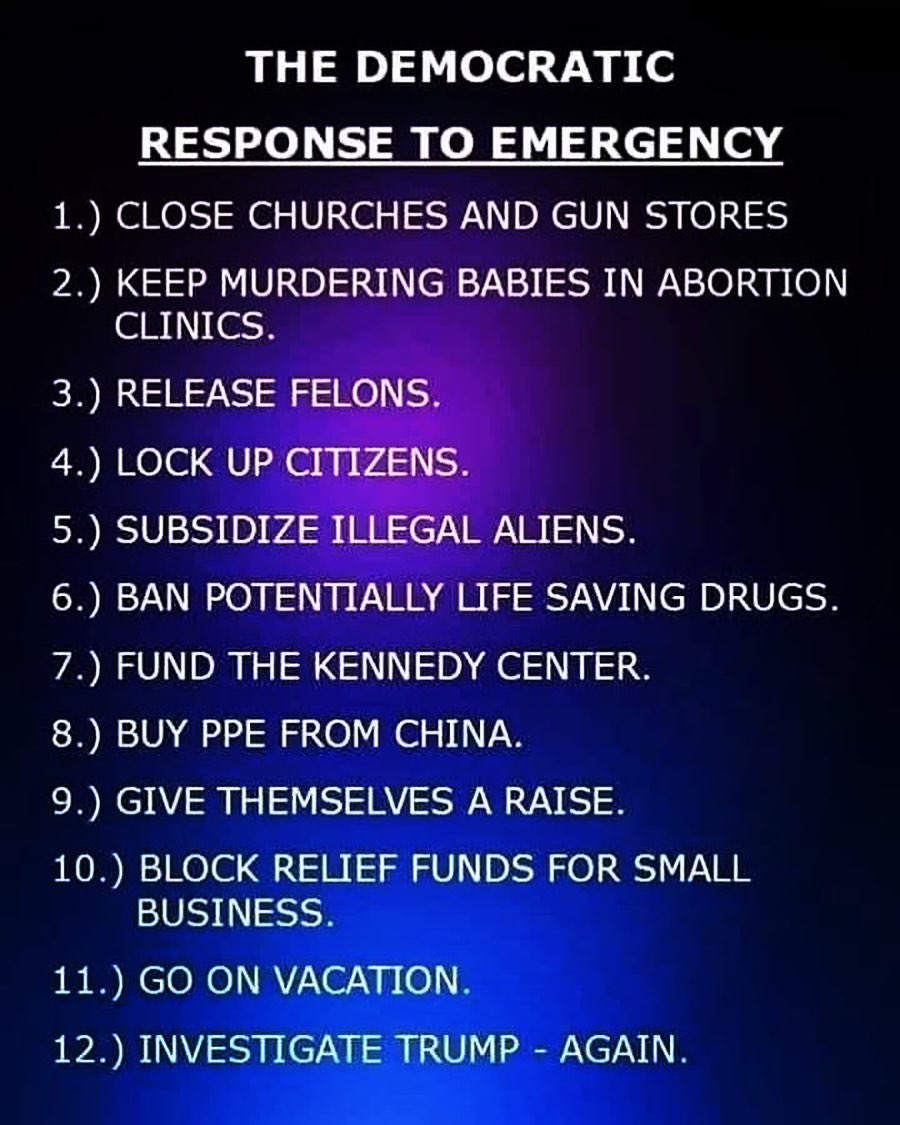 THE DEMOCRATIC
RESPONSE TO EMERGENCY
1.) CLOSE CHURCHES AND GUN STORES
2.) KEEP MURDERING BABIES IN ABORTION
CLINICS.
3.) RELEASE FELONS.
4.) LOCK UP CITIZENS.
5.) SUBSIDIZE ILLEGAL ALIENS.
6.) BAN POTENTIALLY LIFE SAVING DRUGS.
7.) FUND THE KENNEDY CENTER.
8.) BUY PPE FROM CHINA.
9.) GIVE THEMSELVES A RAISE.
10.) BLOCK RELIEF FUNDS FOR SMALL
BUSINESS.
11.) GO ON VACATION.
12.) INVESTIGATE TRUMP - AGAIN.